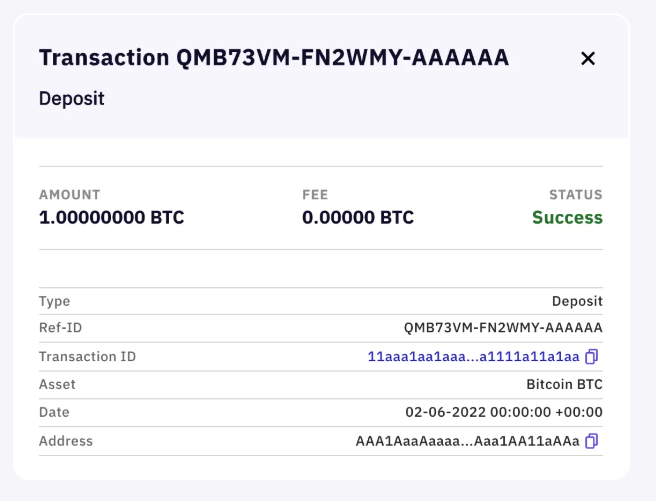 Transaction QMB73VM-FN2WMY-AAAAAA
Deposit
AMOUNT FEE STATUS
1.00000000 BTC 0.00000 BTC Success
Type Deposit
Ref-ID QMB73VM-FN2WMY-AAAAAA
Transaction ID 11aaa1aa1aaa...a1111a11a1aa
Asset Bitcoin BTC
Date 02-06-2022 00:00:00 +00:00
Address AAA1AaaAaaaa...Aaa1AA11aAAa